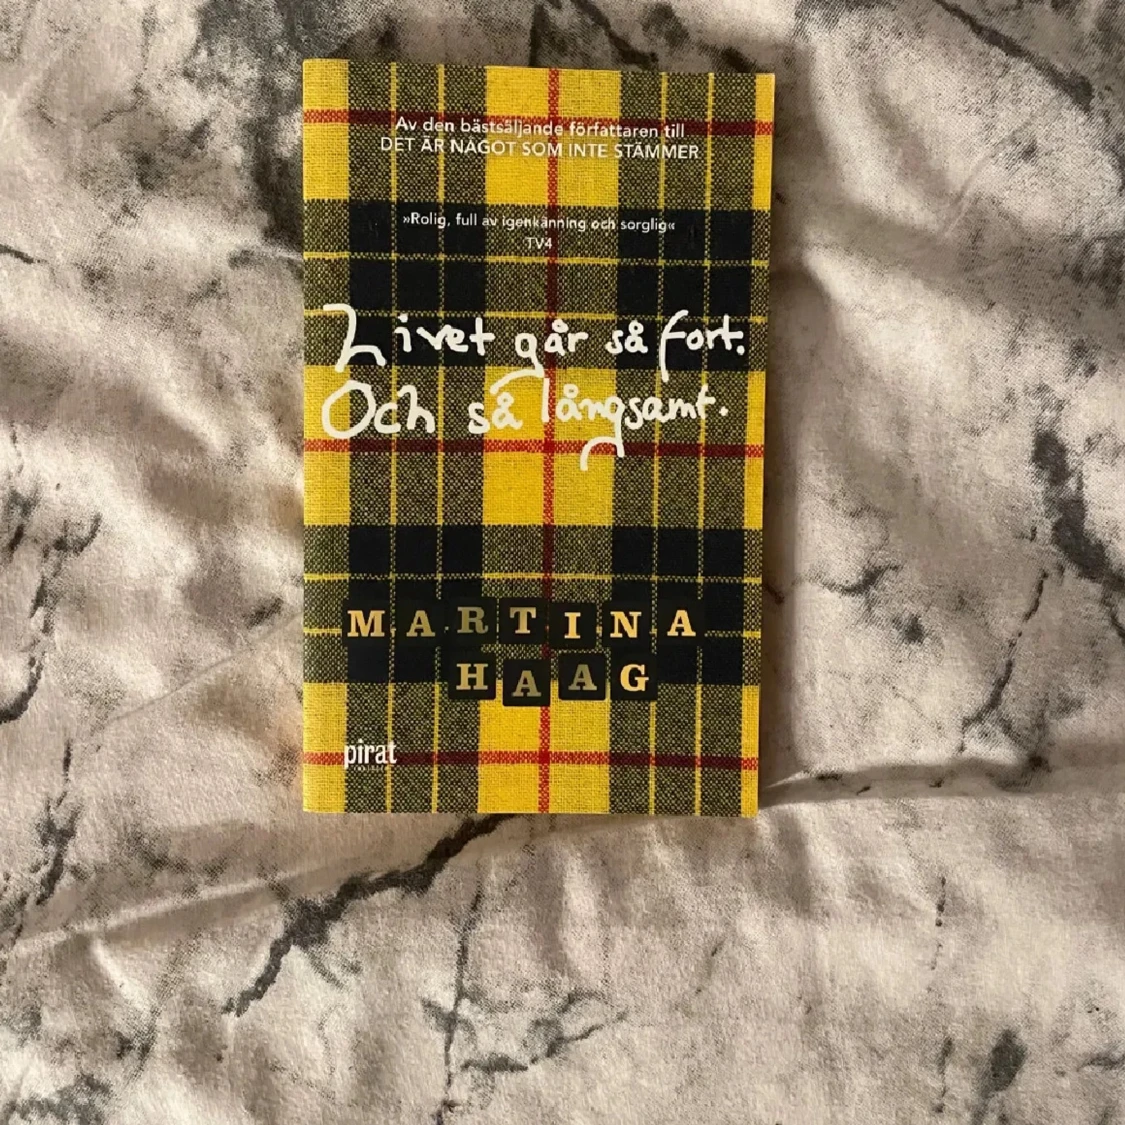 Av den bästsäljande författaren till
DET ÄR NÅGOT SOM INTE STÄMMER
»Rolig, full av igenkänning och sorglig«
TV4
Livet går så fort.
Och så långsamt.
MARTINA
HAAG
pirat